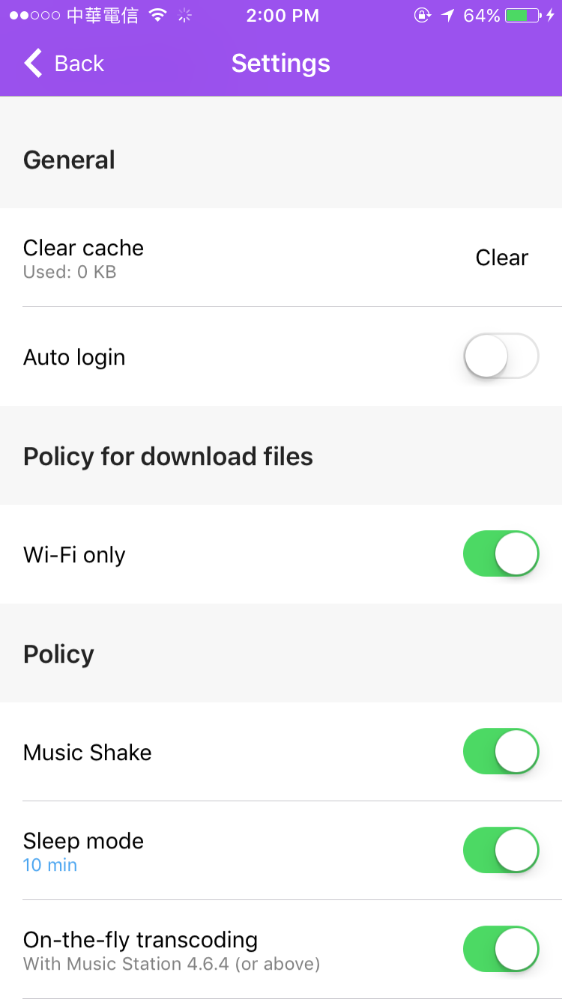 中華電信 2:00 PM 64%
Back Settings
General
Clear cache
Used: 0 KB
Clear
Auto login
Policy for download files
Wi-Fi only
Policy
Music Shake
Sleep mode
10 min
On-the-fly transcoding
With Music Station 4.6.4 (or above)